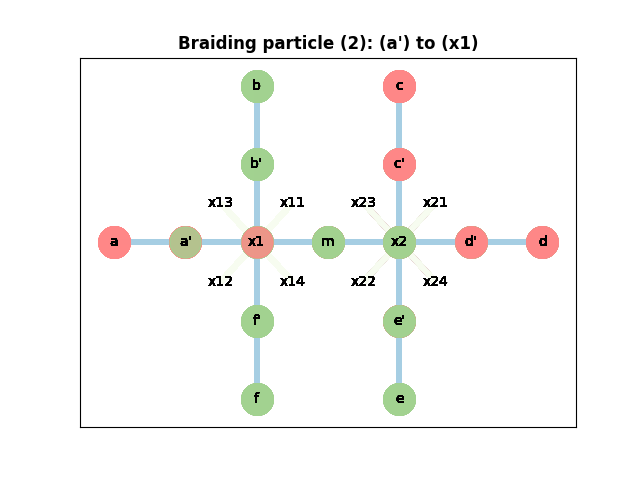 Braiding particle (2): (a') to (x1)
b c
b' c'
x13 x11 x23 x21
a a' x1 m x2 d' d
x12 x14 x22 x24
f' e'
f e